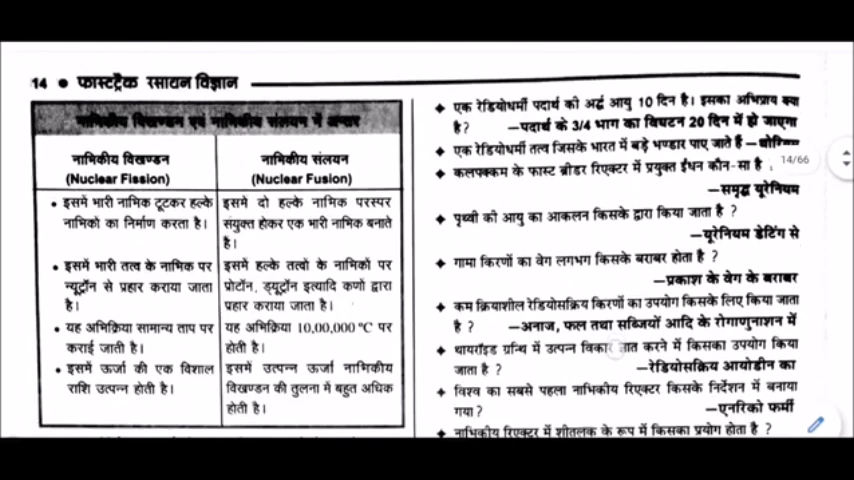 14 ● फास्टट्रैक रसायन विज्ञान
नाभिकीय विखण्डन एवं नाभिकीय संलयन में अन्तर
नाभिकीय विखण्डन
(Nuclear Fission)
नाभिकीय संलयन
(Nuclear Fusion)
• इसमें भारी नाभिक टूटकर हल्के
नाभिकों का निर्माण करता है।
इसमें दो हल्के नाभिक परस्पर
संयुक्त होकर एक भारी नाभिक बनाते
है।
• इसमें भारी तत्व के नाभिक पर
न्यूट्रॉन से प्रहार कराया जाता
है।
इसमें हल्के तत्वों के नाभिकों पर
प्रोटॉन, ड्यूट्रॉन इत्यादि कणो द्वारा
प्रहार कराया जाता है।
• यह अभिक्रिया सामान्य ताप पर
कराई जाती है।
यह अभिक्रिया 10,00,000 °C पर
होती है।
• इसमें ऊर्जा की एक विशाल
राशि उत्पन्न होती है।
इसमें उत्पन्न ऊर्जा नाभिकीय
विखण्डन की तुलना में बहुत अधिक
होती है।
✦ एक रेडियोधर्मी पदार्थ की अर्द्ध आयु 10 दिन है। इसका अभिप्राय क्या
है? —पदार्थ के 3/4 भाग का विघटन 20 दिन में हो जाएगा
✦ एक रेडियोधर्मी तत्व जिसके भारत में बड़े भण्डार पाए जाते हैं —थोरियम
✦ कलपक्कम के फास्ट ब्रीडर रिएक्टर में प्रयुक्त ईंधन कौन-सा है
—समृद्ध यूरेनियम
✦ पृथ्वी की आयु का आकलन किसके द्वारा किया जाता है ?
—यूरेनियम डेटिंग से
✦ गामा किरणों का वेग लगभग किसके बराबर होता है ?
—प्रकाश के वेग के बराबर
✦ कम क्रियाशील रेडियोसक्रिय किरणों का उपयोग किसके लिए किया जाता
है ? —अनाज, फल तथा सब्जियों आदि के रोगाणुनाशन में
✦ थायरॉइड ग्रन्थि में उत्पन्न विकार ज्ञात करने में किसका उपयोग किया
जाता है ? —रेडियोसक्रिय आयोडीन का
✦ विश्व का सबसे पहला नाभिकीय रिएक्टर किसके निर्देशन में बनाया
गया? —एनरिको फर्मी
✦ नाभिकीय रिएक्टर में शीतलक के रूप में किसका प्रयोग होता है ?
14/66